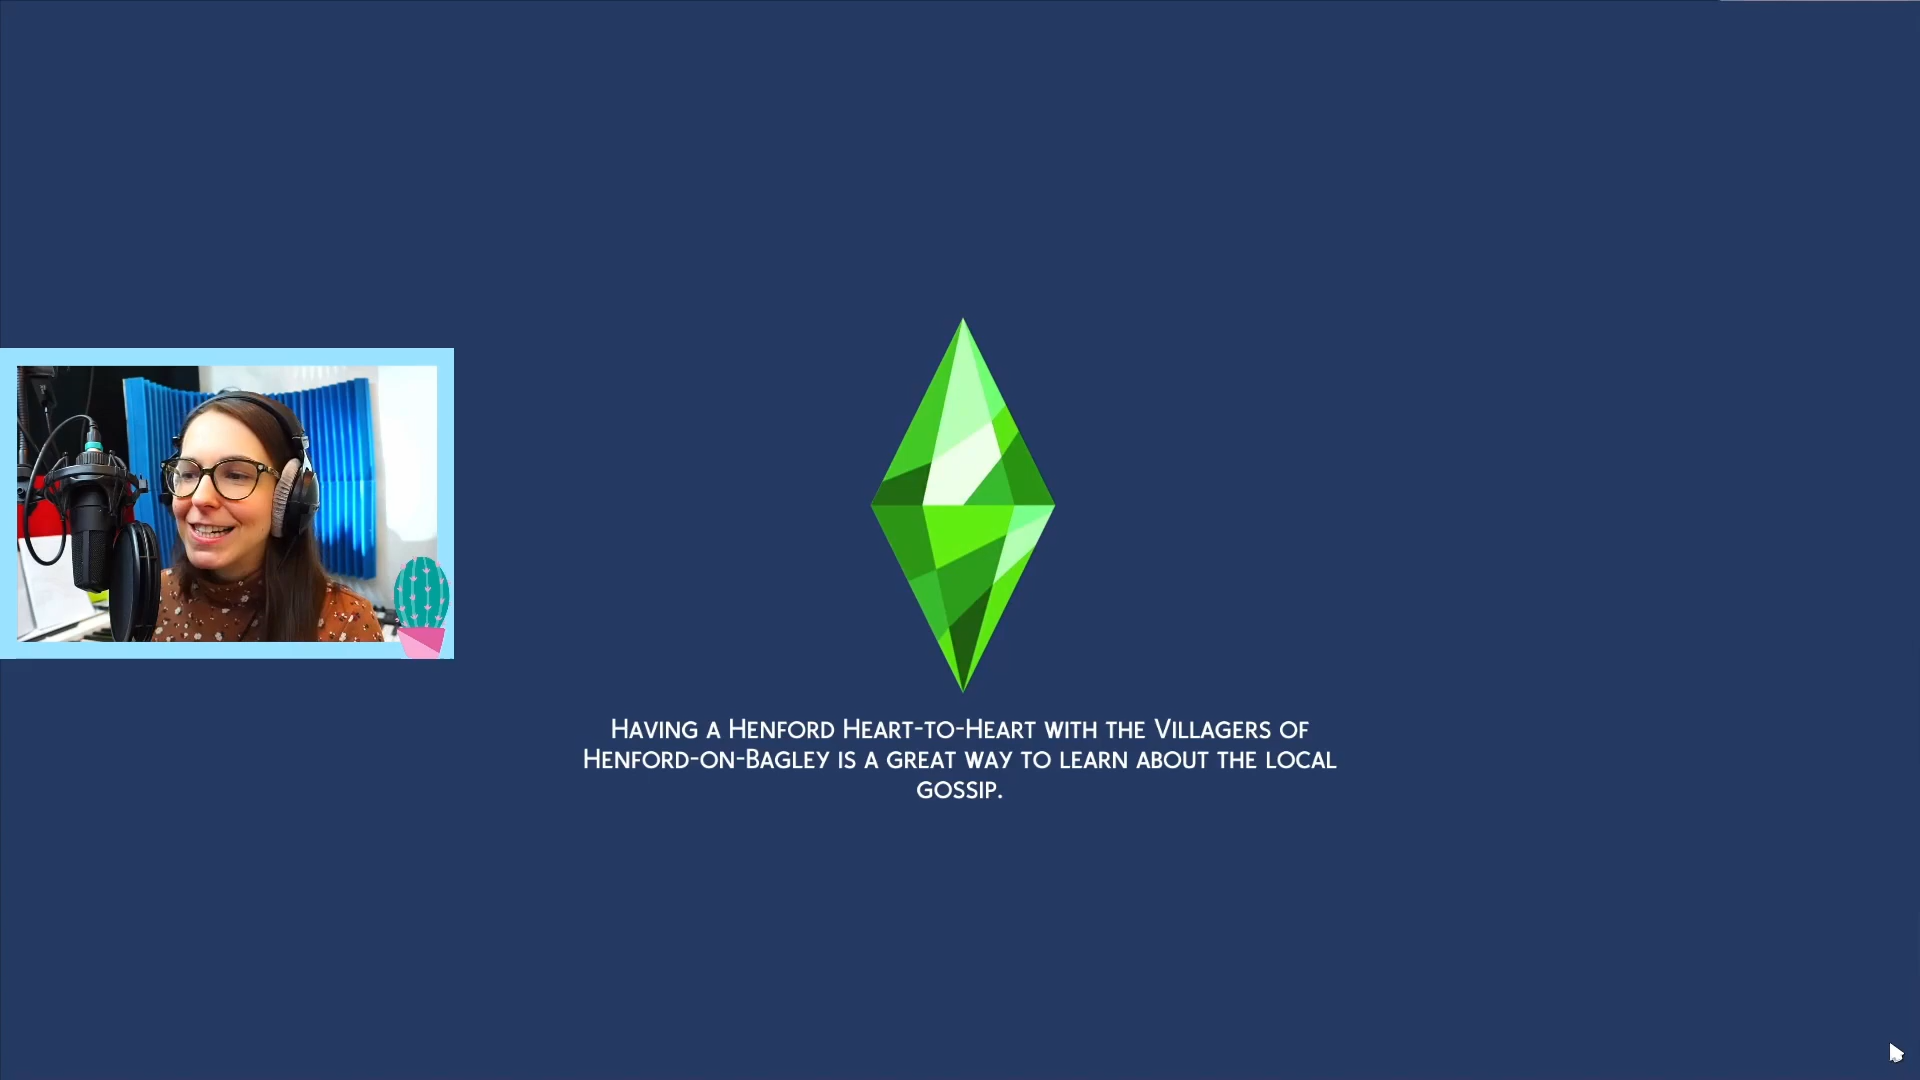 Having a Henford Heart-to-Heart with the Villagers of
Henford-on-Bagley is a great way to learn about the local
gossip.